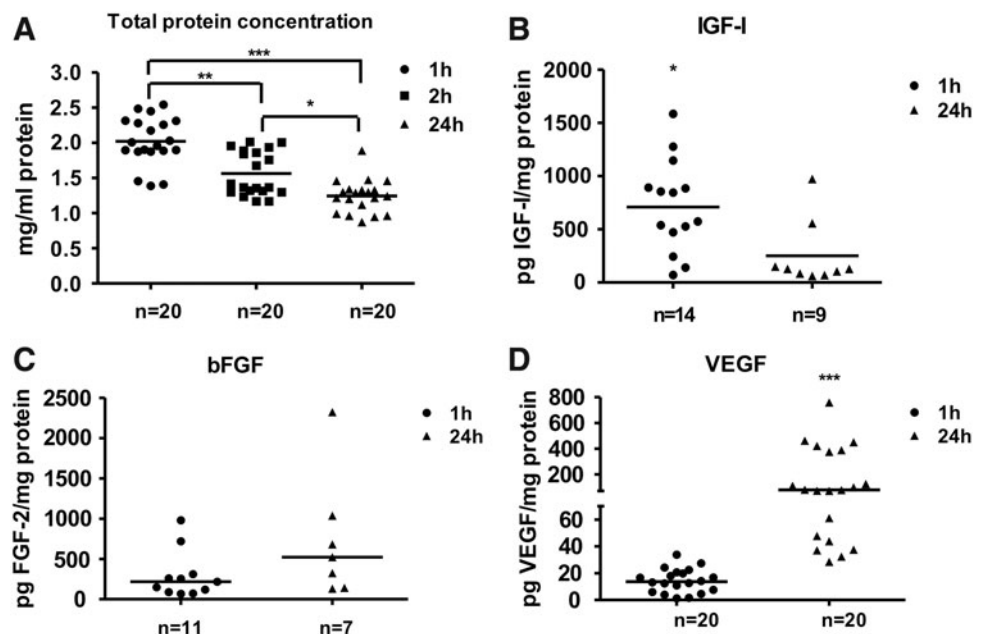 A
Total protein concentration
***
**
*
1h
2h
24h
mg/ml protein
3.0
2.5
2.0
1.5
1.0
0.5
0.0
n=20 n=20 n=20
B
IGF-I
*
1h
24h
pg IGF-I/mg protein
2000
1500
1000
500
0
n=14 n=9
C
bFGF
1h
24h
pg FGF-2/mg protein
2500
2000
1500
1000
500
0
n=11 n=7
D
VEGF
***
1h
24h
pg VEGF/mg protein
800
600
400
200
60
40
20
0
n=20 n=20